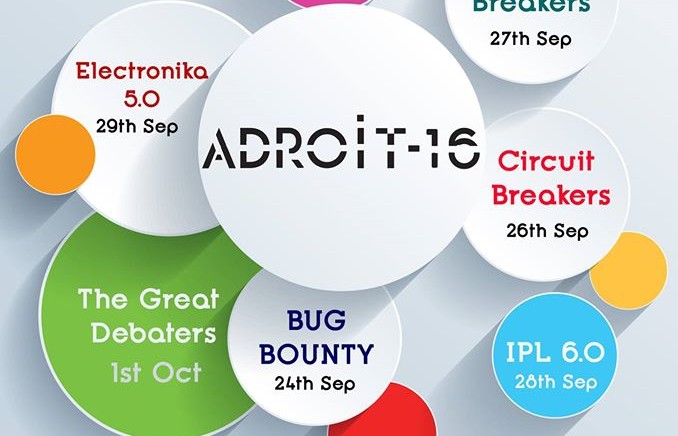 Breakers
27th Sep
Electronika
5.0
29th Sep
ADROiT-16
Circuit
Breakers
26th Sep
The Great
Debaters
1st Oct
BUG
BOUNTY
24th Sep
IPL 6.0
28th Sep